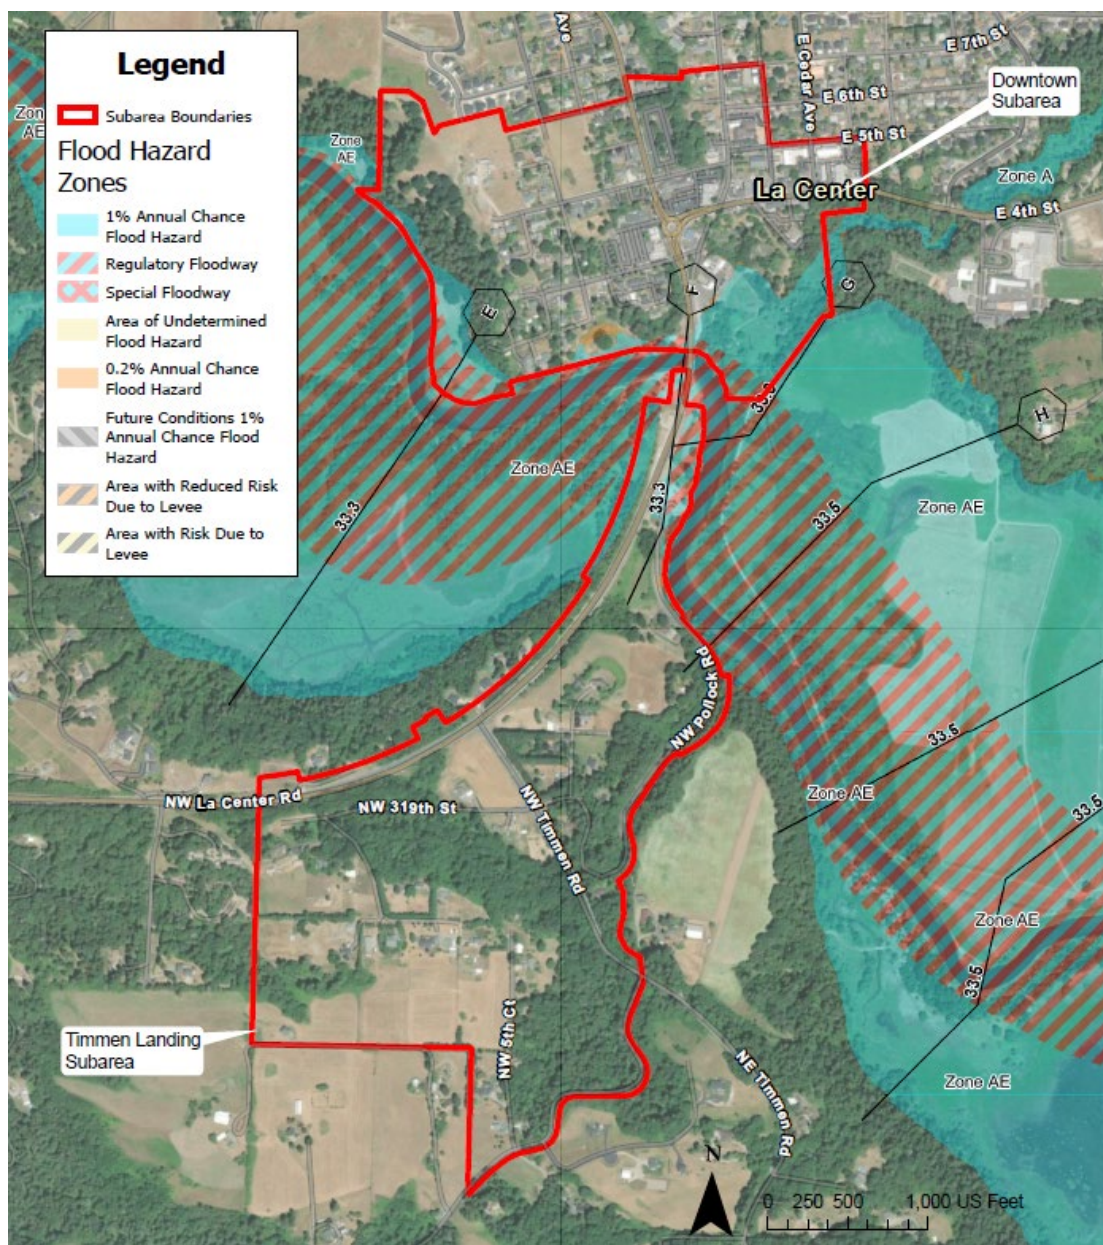 Legend
Subarea Boundaries
Flood Hazard
Zones
1% Annual Chance
Flood Hazard
Regulatory Floodway
Special Floodway
Area of Undetermined
Flood Hazard
0.2% Annual Chance
Flood Hazard
Future Conditions 1%
Annual Chance Flood
Hazard
Area with Reduced Risk
Due to Levee
Area with Risk Due to
Levee
Zon
AE
Ave
E Cedar Ave
E 7th St
Downtown
Subarea
E 6th St
E 5th St
Zone
AE
La Center
Zone A
E 4th St
E
F
G
H
33.3
Zone AE
33.3
33.3
33.5
Zone AE
NW Pollock Rd
33.5
NW La Center Rd
NW 319th St
NW Timmen Rd
Zone AE
33.5
Zone AE
33.5
Timmen Landing
Subarea
NW 5th Ct
NE Timmen Rd
Zone AE
N
0 250 500 1,000 US Feet